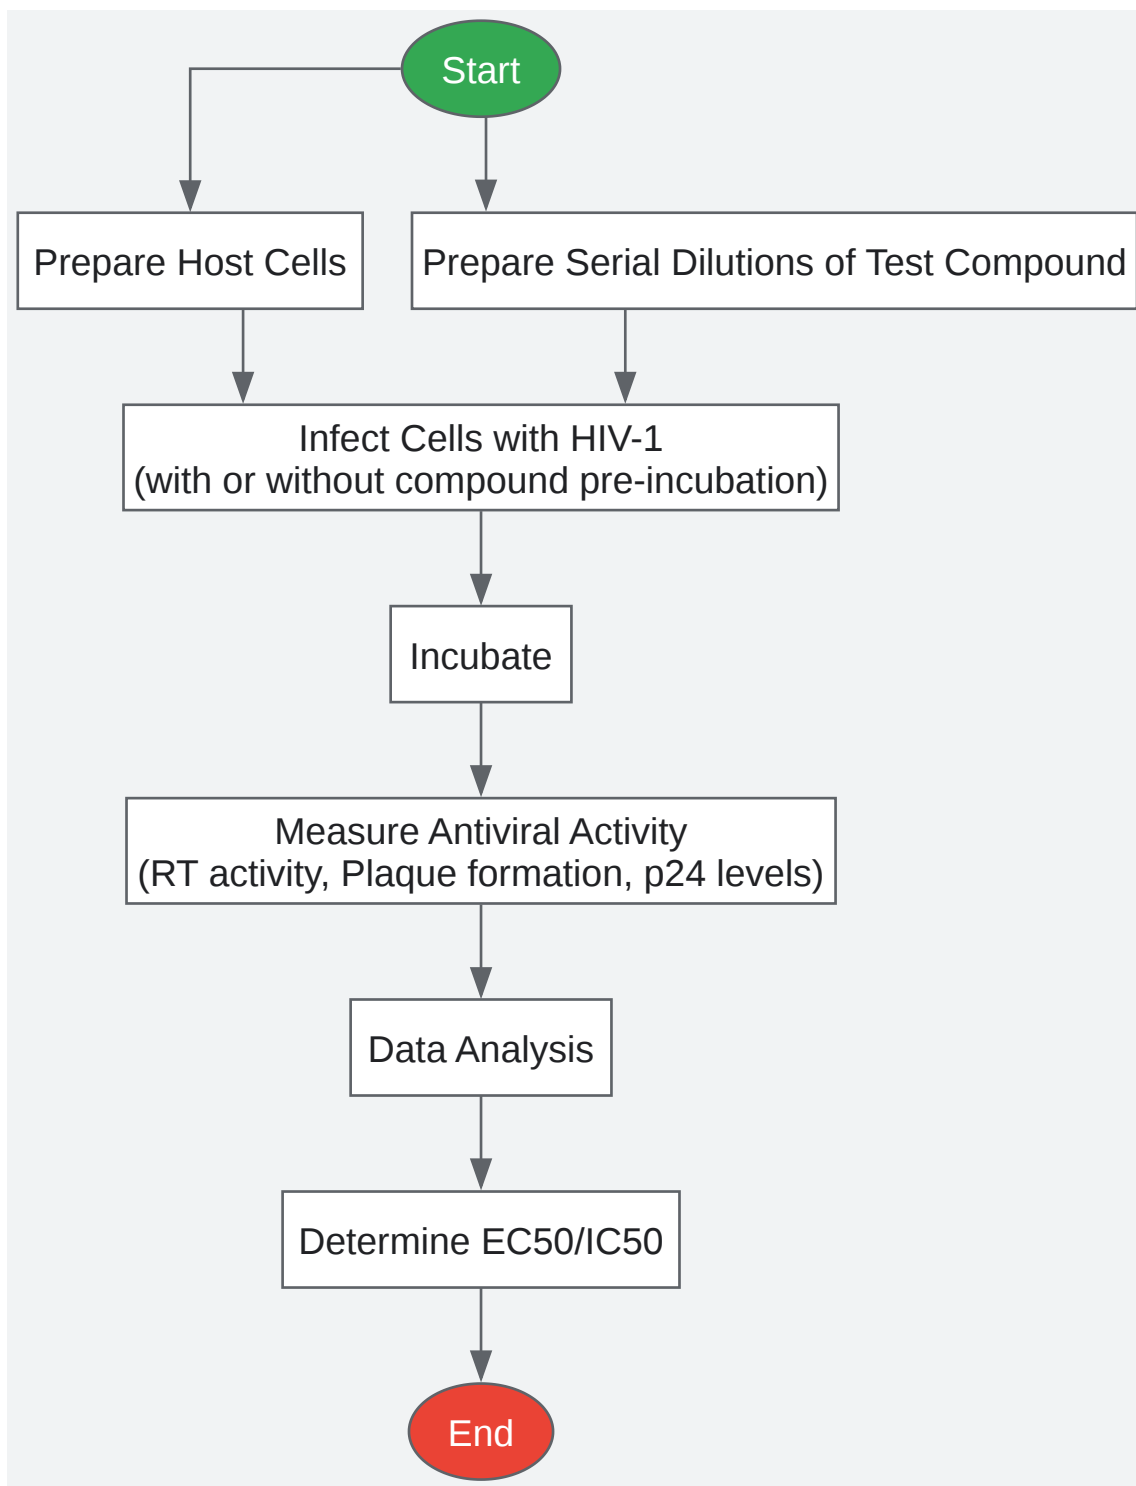 Start
Prepare Host Cells
Prepare Serial Dilutions of Test Compound
Infect Cells with HIV-1
(with or without compound pre-incubation)
Incubate
Measure Antiviral Activity
(RT activity, Plaque formation, p24 levels)
Data Analysis
Determine EC50/IC50
End